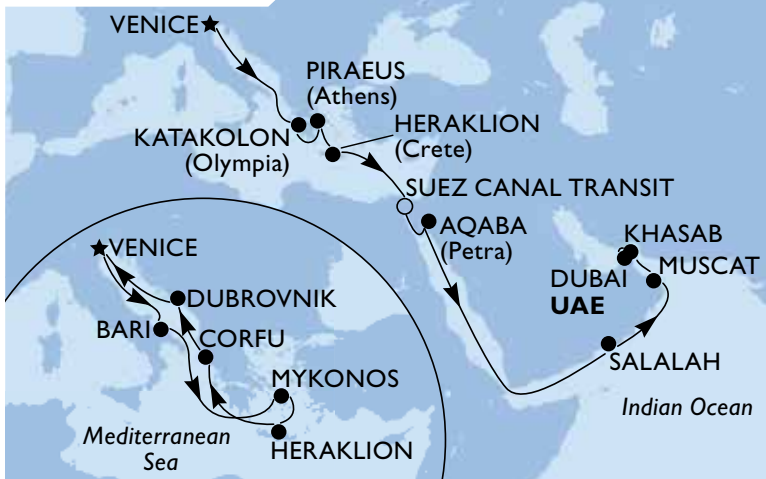 VENICE
PIRAEUS
(Athens)
KATAKOLON
(Olympia)
HERAKLION
(Crete)
SUEZ CANAL TRANSIT
AQABA
(Petra)
KHASAB
DUBAI
UAE
MUSCAT
SALALAH
Indian Ocean
VENICE
DUBROVNIK
BARI
CORFU
MYKONOS
HERAKLION
Mediterranean
Sea